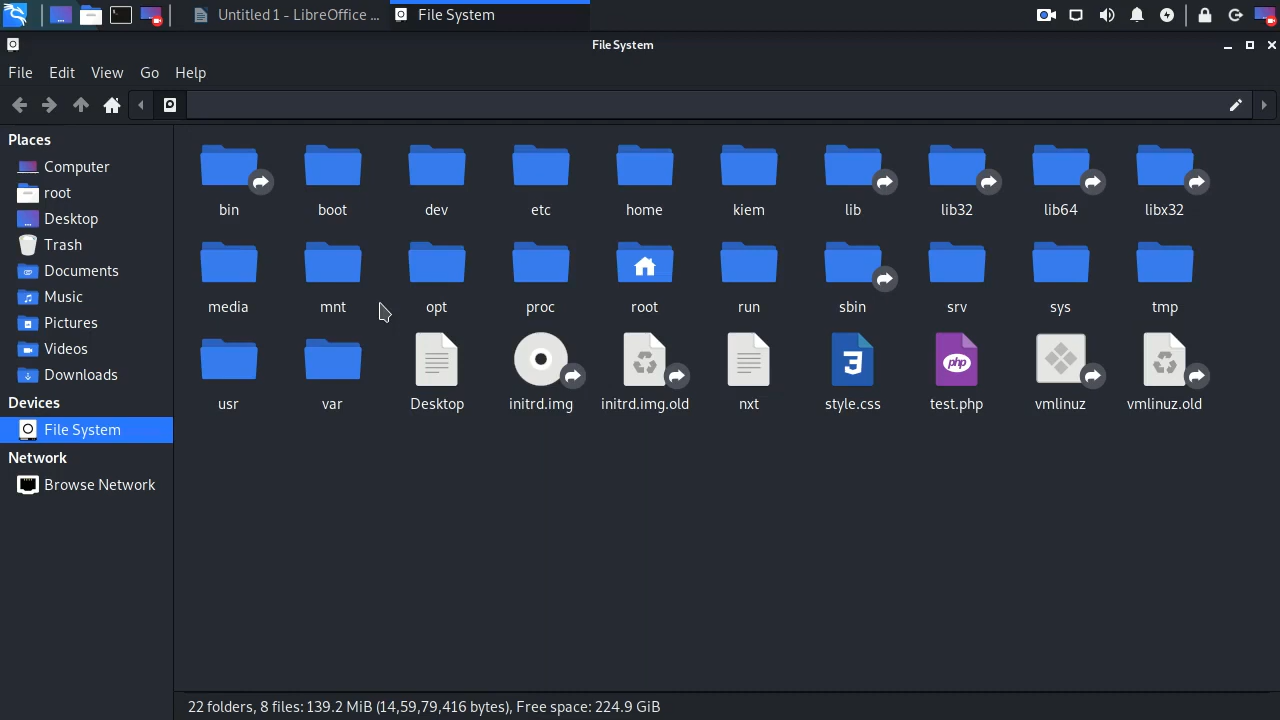 Untitled 1 - LibreOffice ...
File System
File System
File Edit View Go Help
Places
Computer
root
Desktop
Trash
Documents
Music
Pictures
Videos
Downloads
Devices
File System
Network
Browse Network
bin boot dev etc home kiem lib lib32 lib64 libx32
media mnt opt proc root run sbin srv sys tmp
3 php
usr var Desktop initrd.img initrd.img.old nxt style.css test.php vmlinuz vmlinuz.old
22 folders, 8 files: 139.2 MiB (14,59,79,416 bytes), Free space: 224.9 GiB